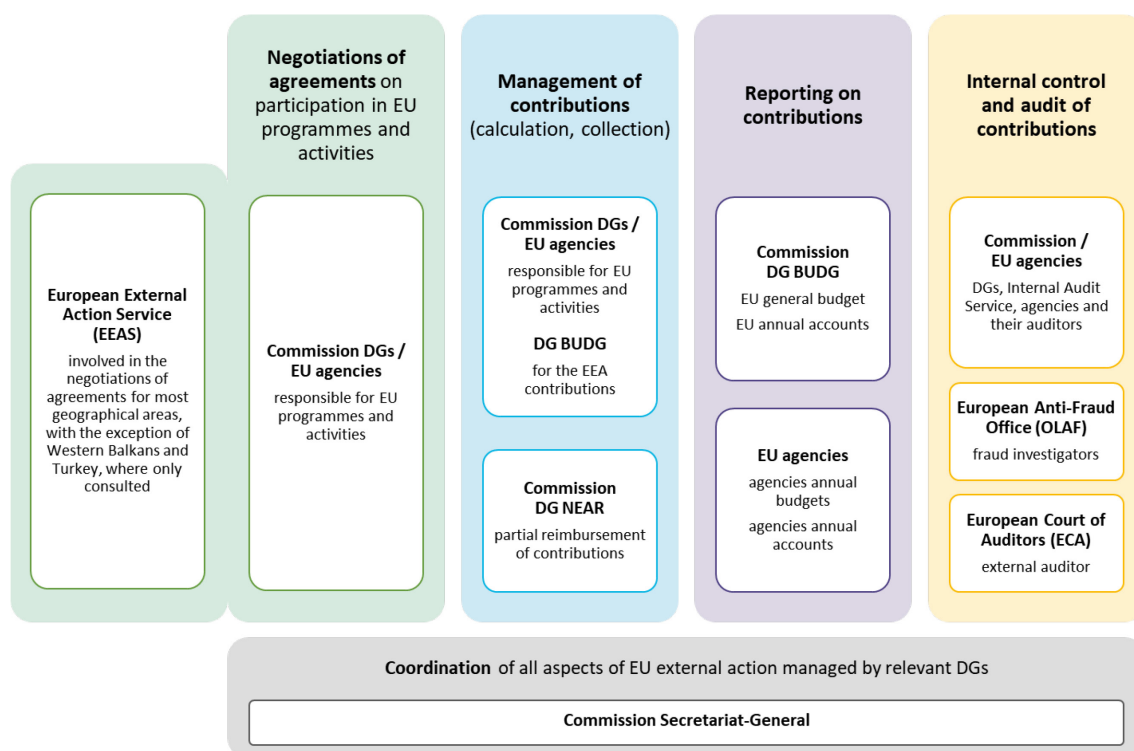 Negotiations of
agreements on
participation in EU
programmes and
activities
European External
Action Service
(EEAS)
involved in the
negotiations of
agreements for most
geographical areas,
with the exception of
Western Balkans and
Turkey, where only
consulted
Commission DGs /
EU agencies
responsible for EU
programmes and
activities
Management of
contributions
(calculation, collection)
Commission DGs /
EU agencies
responsible for EU
programmes and
activities
DG BUDG
for the EEA
contributions
Commission
DG NEAR
partial reimbursement
of contributions
Reporting on
contributions
Commission
DG BUDG
EU general budget
EU annual accounts
EU agencies
agencies annual
budgets
agencies annual
accounts
Internal control
and audit of
contributions
Commission /
EU agencies
DGs, Internal Audit
Service, agencies and
their auditors
European Anti-Fraud
Office (OLAF)
fraud investigators
European Court of
Auditors (ECA)
external auditor
Coordination of all aspects of EU external action managed by relevant DGs
Commission Secretariat-General